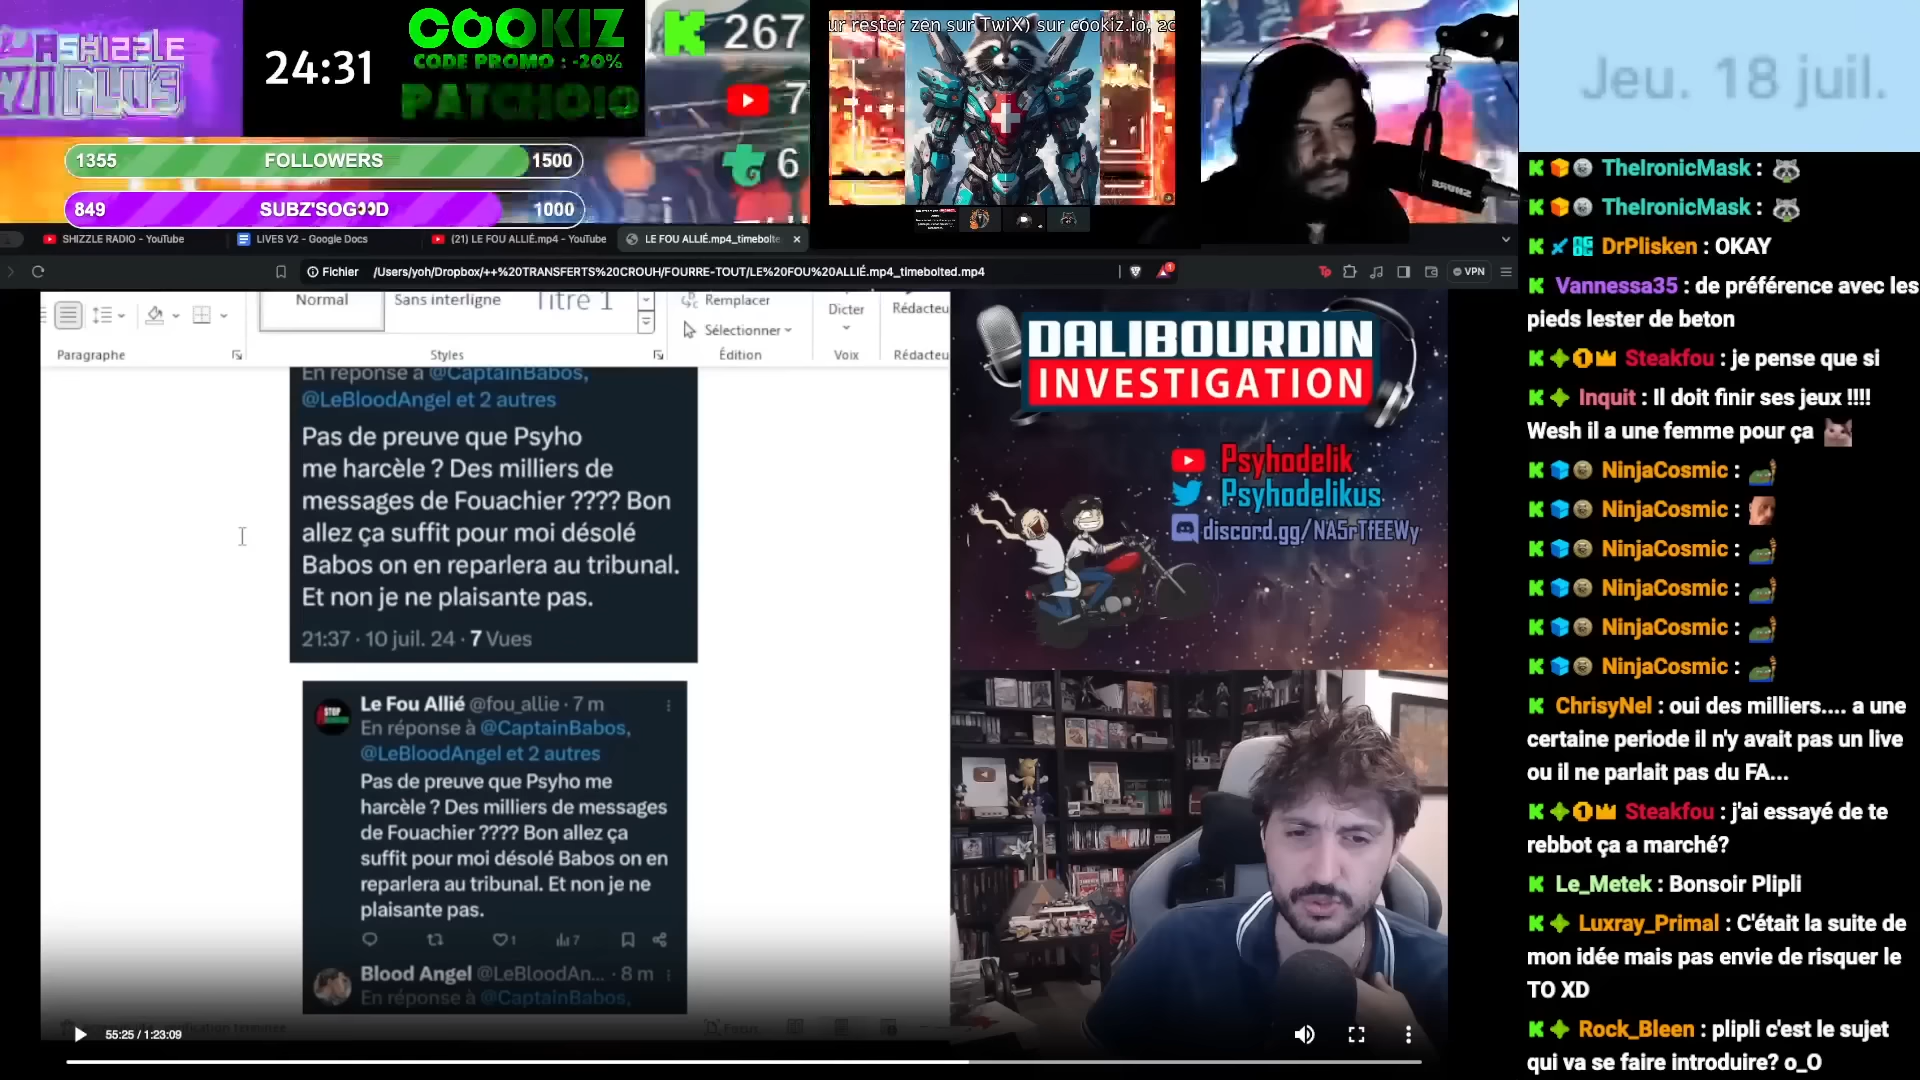 ASHIZZLE
PLUS
24:31
COOKIZ
CODE PROMO : -20%
PATCHO10
267
7
6
1355 FOLLOWERS 1500
849 SUBZ'SOG👀D 1000
ur rester zen sur TwiX) sur cookiz.io, 20
Jeu. 18 juil.
SHIZZLE RADIO - YouTube
LIVES V2 - Google Docs
(21) LE FOU ALLIÉ.mp4 - YouTube
LE FOU ALLIÉ.mp4_timebolte
Fichier /Users/yoh/Dropbox/++%20TRANSFERTS%20CROUH/FOURRE-TOUT/LE%20FOU%20ALLIÉ.mp4_timebolted.mp4
VPN
Normal
Sans interligne
Titre 1
Remplacer
Sélectionner
Dicter
Rédacteu
Paragraphe
Styles
Édition
Voix
Rédacteu
En réponse à @CaptainBabos,
@LeBloodAngel et 2 autres
Pas de preuve que Psyho
me harcèle ? Des milliers de
messages de Fouachier ???? Bon
allez ça suffit pour moi désolé
Babos on en reparlera au tribunal.
Et non je ne plaisante pas.
21:37 · 10 juil. 24 · 7 Vues
STOP
Le Fou Allié @fou_allie · 7 m
En réponse à @CaptainBabos,
@LeBloodAngel et 2 autres
Pas de preuve que Psyho me
harcèle ? Des milliers de messages
de Fouachier ???? Bon allez ça
suffit pour moi désolé Babos on en
reparlera au tribunal. Et non je ne
plaisante pas.
1
7
Blood Angel @LeBloodAn... · 8 m
En réponse à @CaptainBabos,
Focus
55:25 / 1:23:09
DALIBOURDIN
INVESTIGATION
Psyhodelik
Psyhodelikus
discord.gg/NA5rTfEEWy
TheIronicMask :
TheIronicMask :
DrPlisken : OKAY
Vannessa35 : de préférence avec les
pieds lester de beton
Steakfou : je pense que si
Inquit : Il doit finir ses jeux !!!!
Wesh il a une femme pour ça
NinjaCosmic :
NinjaCosmic :
NinjaCosmic :
NinjaCosmic :
NinjaCosmic :
NinjaCosmic :
ChrisyNel : oui des milliers.... a une
certaine periode il n'y avait pas un live
ou il ne parlait pas du FA...
Steakfou : j'ai essayé de te
rebbot ça a marché?
Le_Metek : Bonsoir Plipli
Luxray_Primal : C'était la suite de
mon idée mais pas envie de risquer le
TO XD
Rock_Bleen : plipli c'est le sujet
qui va se faire introduire? o_O